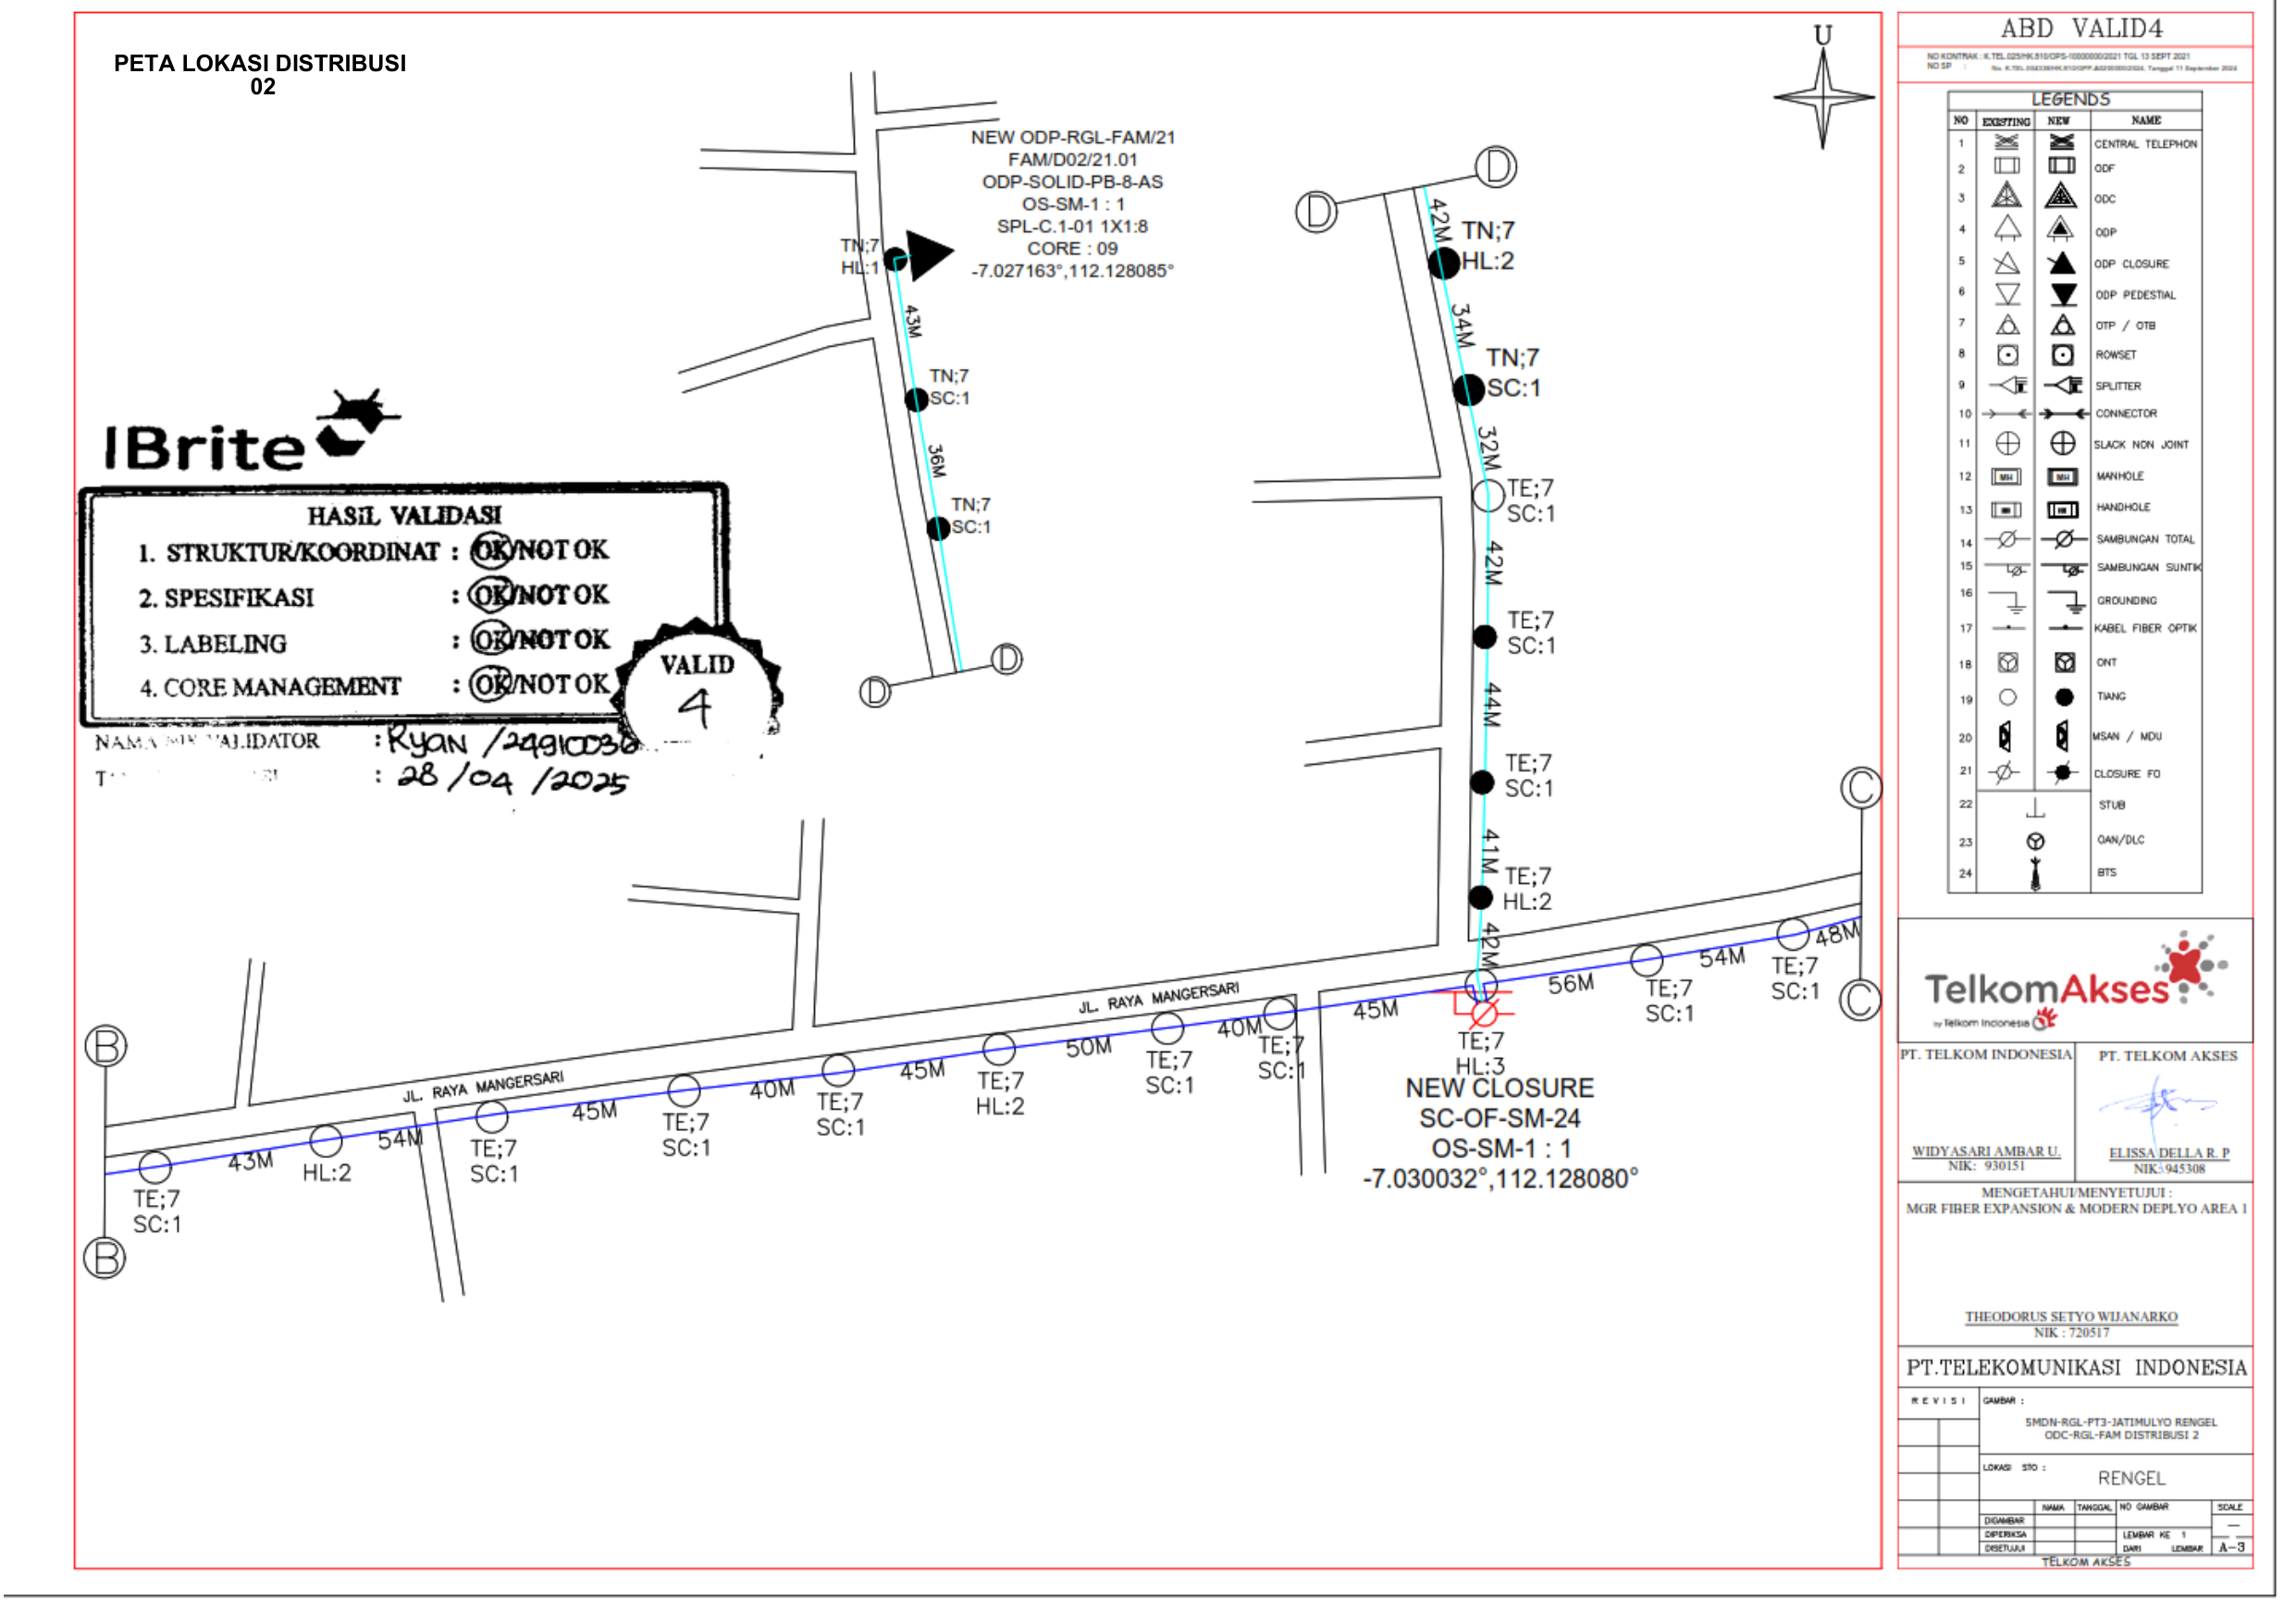 PETA LOKASI DISTRIBUSI
02
U
NEW ODP-RGL-FAM/21
FAM/D02/21.01
ODP-SOLID-PB-8-AS
OS-SM-1 : 1
SPL-C.1-01 1X1:8
CORE : 09
-7.027163°,112.128085°
TN;7
HL:1
43M
TN;7
SC:1
36M
TN;7
SC:1
D
D
D
D
42M
TN;7
HL:2
34M
TN;7
SC:1
32M
TE;7
SC:1
42M
TE;7
SC:1
44M
TE;7
SC:1
41M
TE;7
HL:2
42M
IBrite
HASIL VALIDASI
1. STRUKTUR/KOORDINAT : OK/NOT OK
2. SPESIFIKASI : OK/NOT OK
3. LABELING : OK/NOT OK
4. CORE MANAGEMENT : OK/NOT OK
VALID
4
VALIDATOR : Ryan /24910036
: 28/04/2025
C
C
B
B
JL. RAYA MANGERSARI
JL. RAYA MANGERSARI
TE;7
SC:1
43M
HL:2
54M
TE;7
SC:1
45M
TE;7
SC:1
40M
TE;7
SC:1
45M
TE;7
HL:2
50M
TE;7
SC:1
40M
TE;7
SC:1
45M
TE;7
HL:3
56M
TE;7
SC:1
54M
TE;7
SC:1
48M
NEW CLOSURE
SC-OF-SM-24
OS-SM-1 : 1
-7.030032°,112.128080°
ABD VALID4
NO KONTRAK : K.TEL.025/HK.810/OPS-10000000/2021 TGL 13 SEPT 2021
NO SP :
Tanggal 11 September 2024
LEGENDS
NO EXISTING NEW NAME
1 CENTRAL TELEPHON
2 ODF
3 ODC
4 ODP
5 ODP CLOSURE
6 ODP PEDESTIAL
7 OTP / OTB
8 ROWSET
9 SPLITTER
10 CONNECTOR
11 SLACK NON JOINT
12 MH MH MANHOLE
13 HANDHOLE
14 SAMBUNGAN TOTAL
15 SAMBUNGAN SUNTIK
16 GROUNDING
17 KABEL FIBER OPTIK
18 ONT
19 TIANG
20 MSAN / MDU
21 CLOSURE FO
22 STUB
23 OAN/DLC
24 BTS
TelkomAkses
by Telkom Indonesia
PT. TELKOM INDONESIA
WIDYASARI AMBAR U.
NIK: 930151
PT. TELKOM AKSES
ELISSA DELLA R. P
NIK: 945308
MENGETAHUI/MENYETUJUI :
MGR FIBER EXPANSION & MODERN DEPLYO AREA 1
THEODORUS SETYO WIJANARKO
NIK : 720517
PT.TELEKOMUNIKASI INDONESIA
REVISI
GAMBAR :
SMDN-RGL-PT3-JATIMULYO RENGEL
ODC-RGL-FAM DISTRIBUSI 2
LOKASI STO :
RENGEL
NAMA TANGGAL NO GAMBAR SCALE
DIGAMBAR
DIPERIKSA LEMBAR KE 1
DISETUJUI DARI LEMBAR A-3
TELKOM AKSES